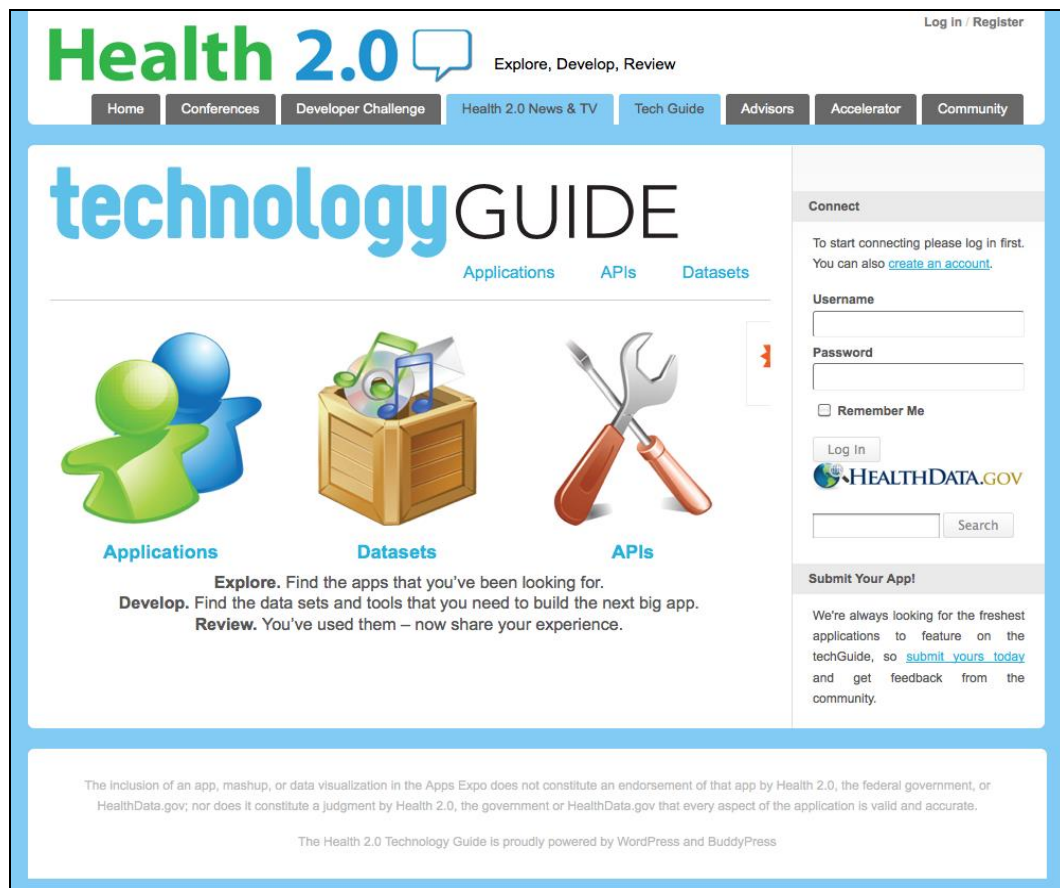 Log in / Register
Health 2.0
Explore, Develop, Review
Home Conferences Developer Challenge Health 2.0 News & TV Tech Guide Advisors Accelerator Community
technologyGUIDE
Applications APIs Datasets
Applications Datasets APIs
Explore. Find the apps that you've been looking for.
Develop. Find the data sets and tools that you need to build the next big app.
Review. You've used them – now share your experience.
Connect
To start connecting please log in first.
You can also create an account.
Username
Password
Remember Me
Log In
HEALTHDATA.GOV
Search
Submit Your App!
We're always looking for the freshest
applications to feature on the
techGuide, so submit yours today
and get feedback from the
community.
The inclusion of an app, mashup, or data visualization in the Apps Expo does not constitute an endorsement of that app by Health 2.0, the federal government, or
HealthData.gov; nor does it constitute a judgment by Health 2.0, the government or HealthData.gov that every aspect of the application is valid and accurate.
The Health 2.0 Technology Guide is proudly powered by WordPress and BuddyPress